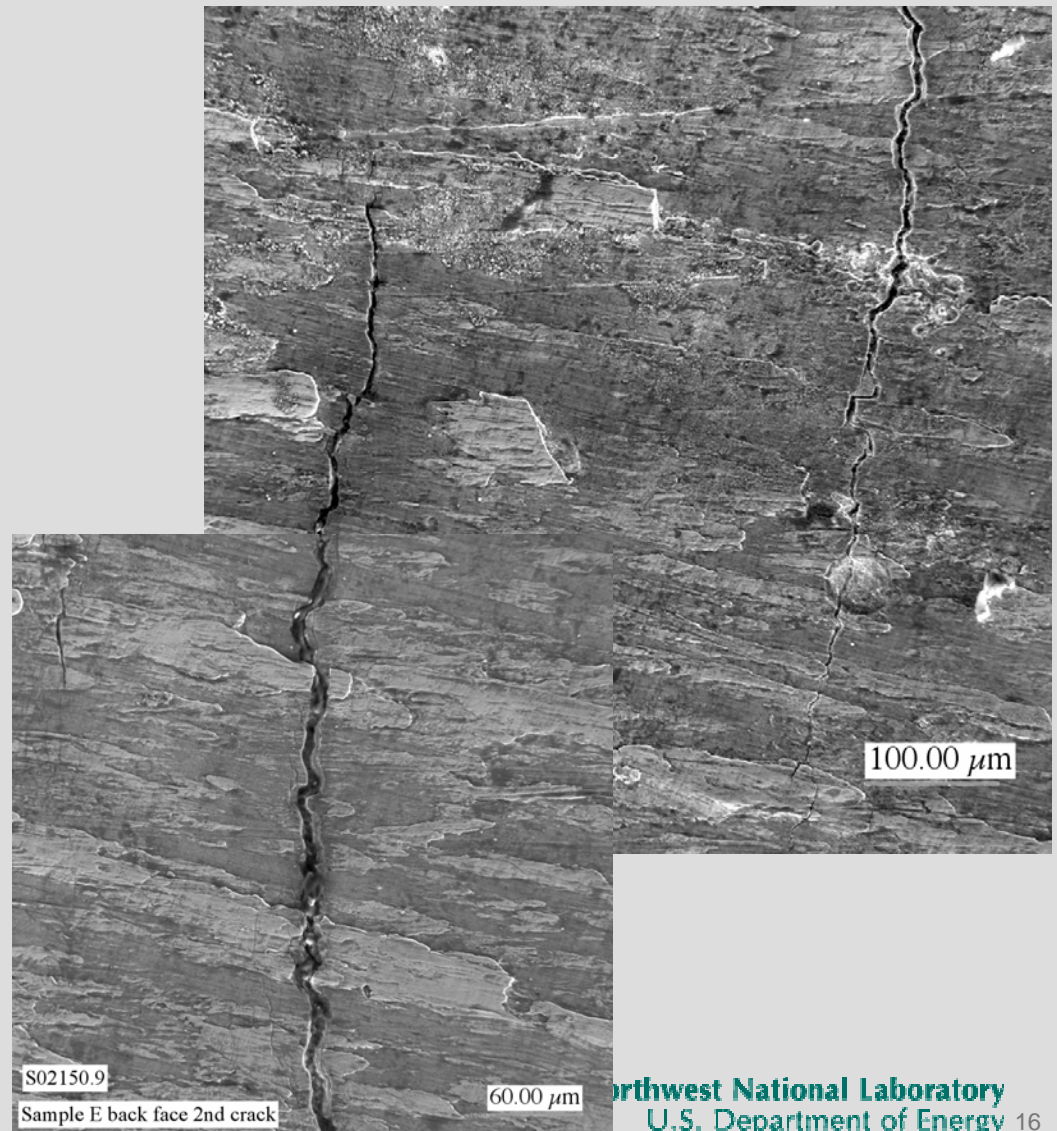 100.00 μm
S02150.9
60.00 μm
Sample E back face 2nd crack
orthwest National Laboratory
U.S. Department of Energy 16